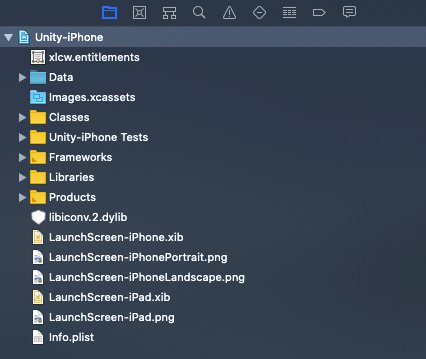 Unity-iPhone
xlcw.entitlements
Data
Images.xcassets
Classes
Unity-iPhone Tests
Frameworks
Libraries
Products
libiconv.2.dylib
LaunchScreen-iPhone.xib
LaunchScreen-iPhonePortrait.png
LaunchScreen-iPhoneLandscape.png
LaunchScreen-iPad.xib
LaunchScreen-iPad.png
Info.plist